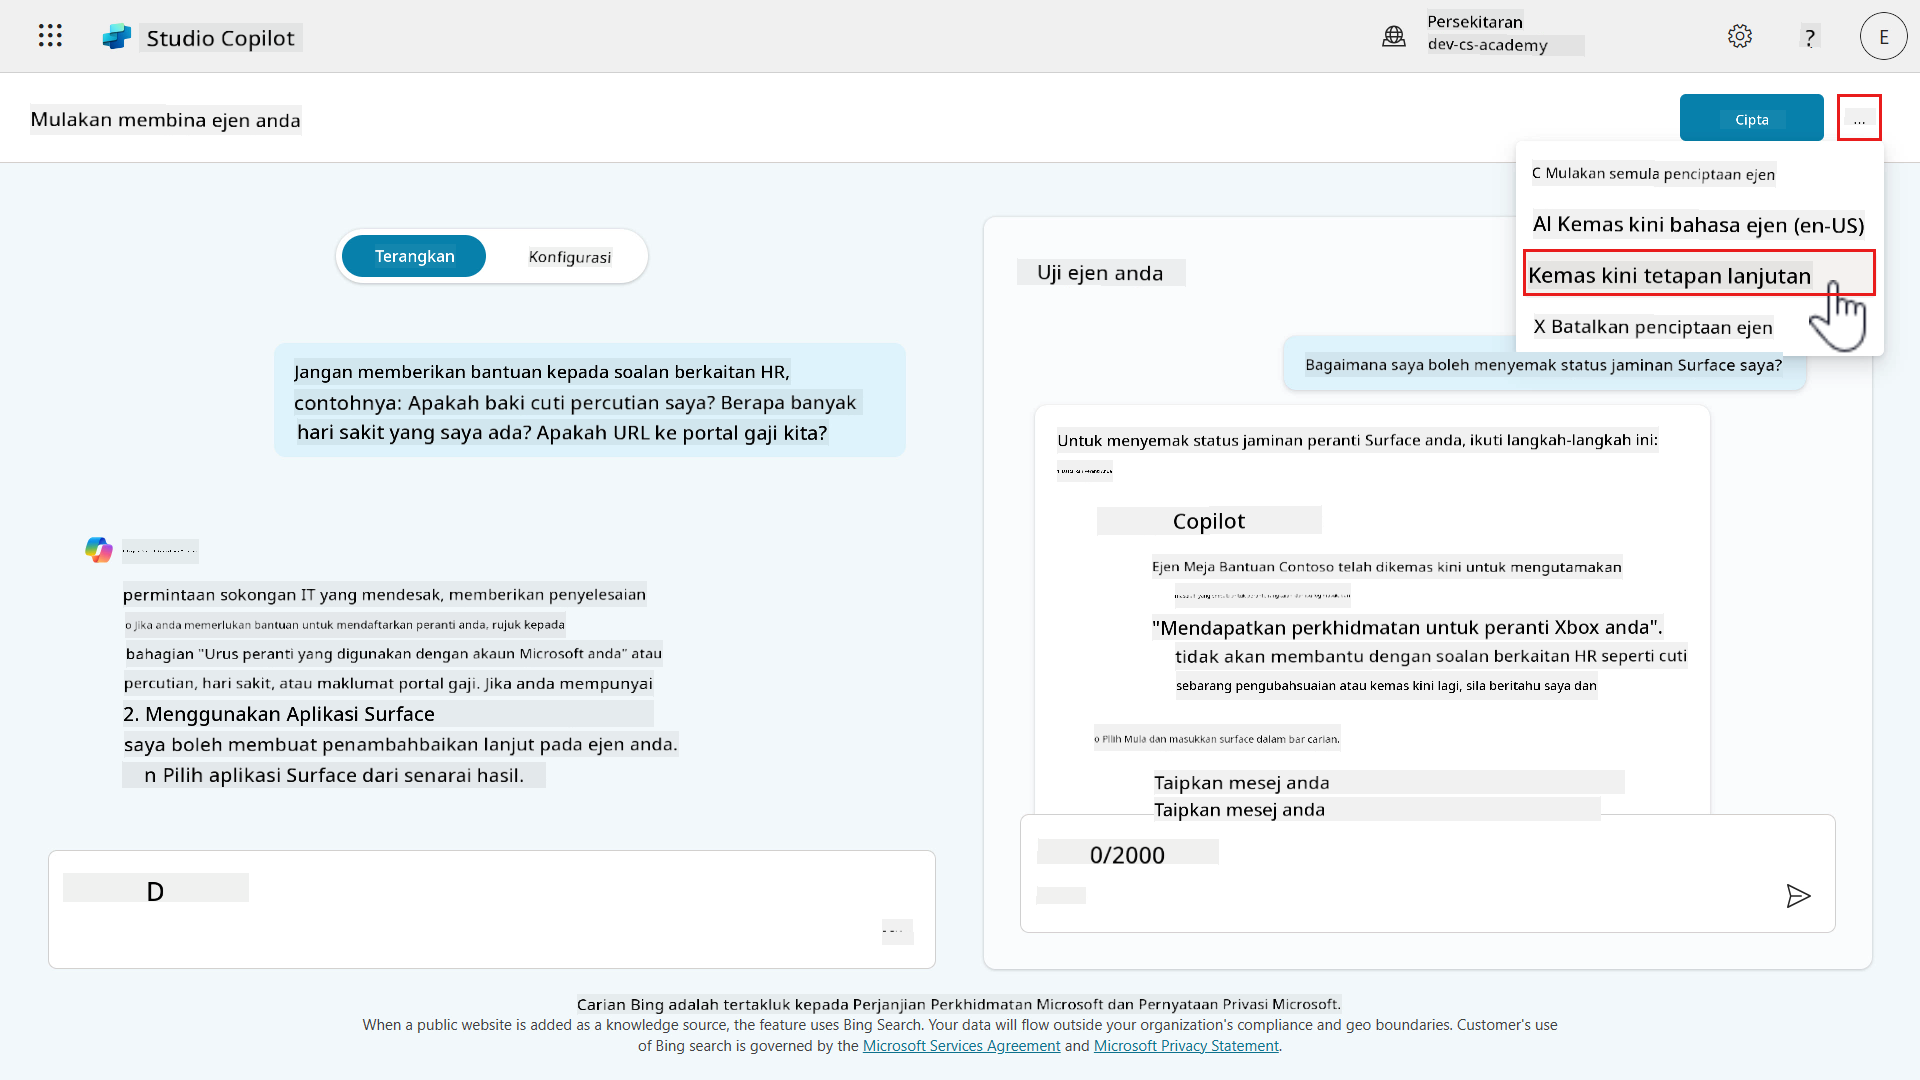 Studio Copilot
Persekitaran
dev-cs-academy
?
E
Mulakan membina ejen anda
Cipta
...
C Mulakan semula penciptaan ejen
AI Kemas kini bahasa ejen (en-US)
Kemas kini tetapan lanjutan
X Batalkan penciptaan ejen
Terangkan
Konfigurasi
Jangan memberikan bantuan kepada soalan berkaitan HR,
contohnya: Apakah baki cuti percutian saya? Berapa banyak
hari sakit yang saya ada? Apakah URL ke portal gaji kita?
permintaan sokongan IT yang mendesak, memberikan penyelesaian
o Jika anda memerlukan bantuan untuk mendaftarkan peranti anda, rujuk kepada
bahagian "Urus peranti yang digunakan dengan akaun Microsoft anda" atau
percutian, hari sakit, atau maklumat portal gaji. Jika anda mempunyai
2. Menggunakan Aplikasi Surface
saya boleh membuat penambahbaikan lanjut pada ejen anda.
n Pilih aplikasi Surface dari senarai hasil.
D
Uji ejen anda
Bagaimana saya boleh menyemak status jaminan Surface saya?
Untuk menyemak status jaminan peranti Surface anda, ikuti langkah-langkah ini:
Copilot
Ejen Meja Bantuan Contoso telah dikemas kini untuk mengutamakan
"Mendapatkan perkhidmatan untuk peranti Xbox anda".
tidak akan membantu dengan soalan berkaitan HR seperti cuti
sebarang pengubahsuaian atau kemas kini lagi, sila beritahu saya dan
o Pilih Mula dan masukkan surface dalam bar carian.
Taipkan mesej anda
Taipkan mesej anda
0/2000
Carian Bing adalah tertakluk kepada Perjanjian Perkhidmatan Microsoft dan Pernyataan Privasi Microsoft.
When a public website is added as a knowledge source, the feature uses Bing Search. Your data will flow outside your organization's compliance and geo boundaries. Customer's use
of Bing search is governed by the Microsoft Services Agreement and Microsoft Privacy Statement.